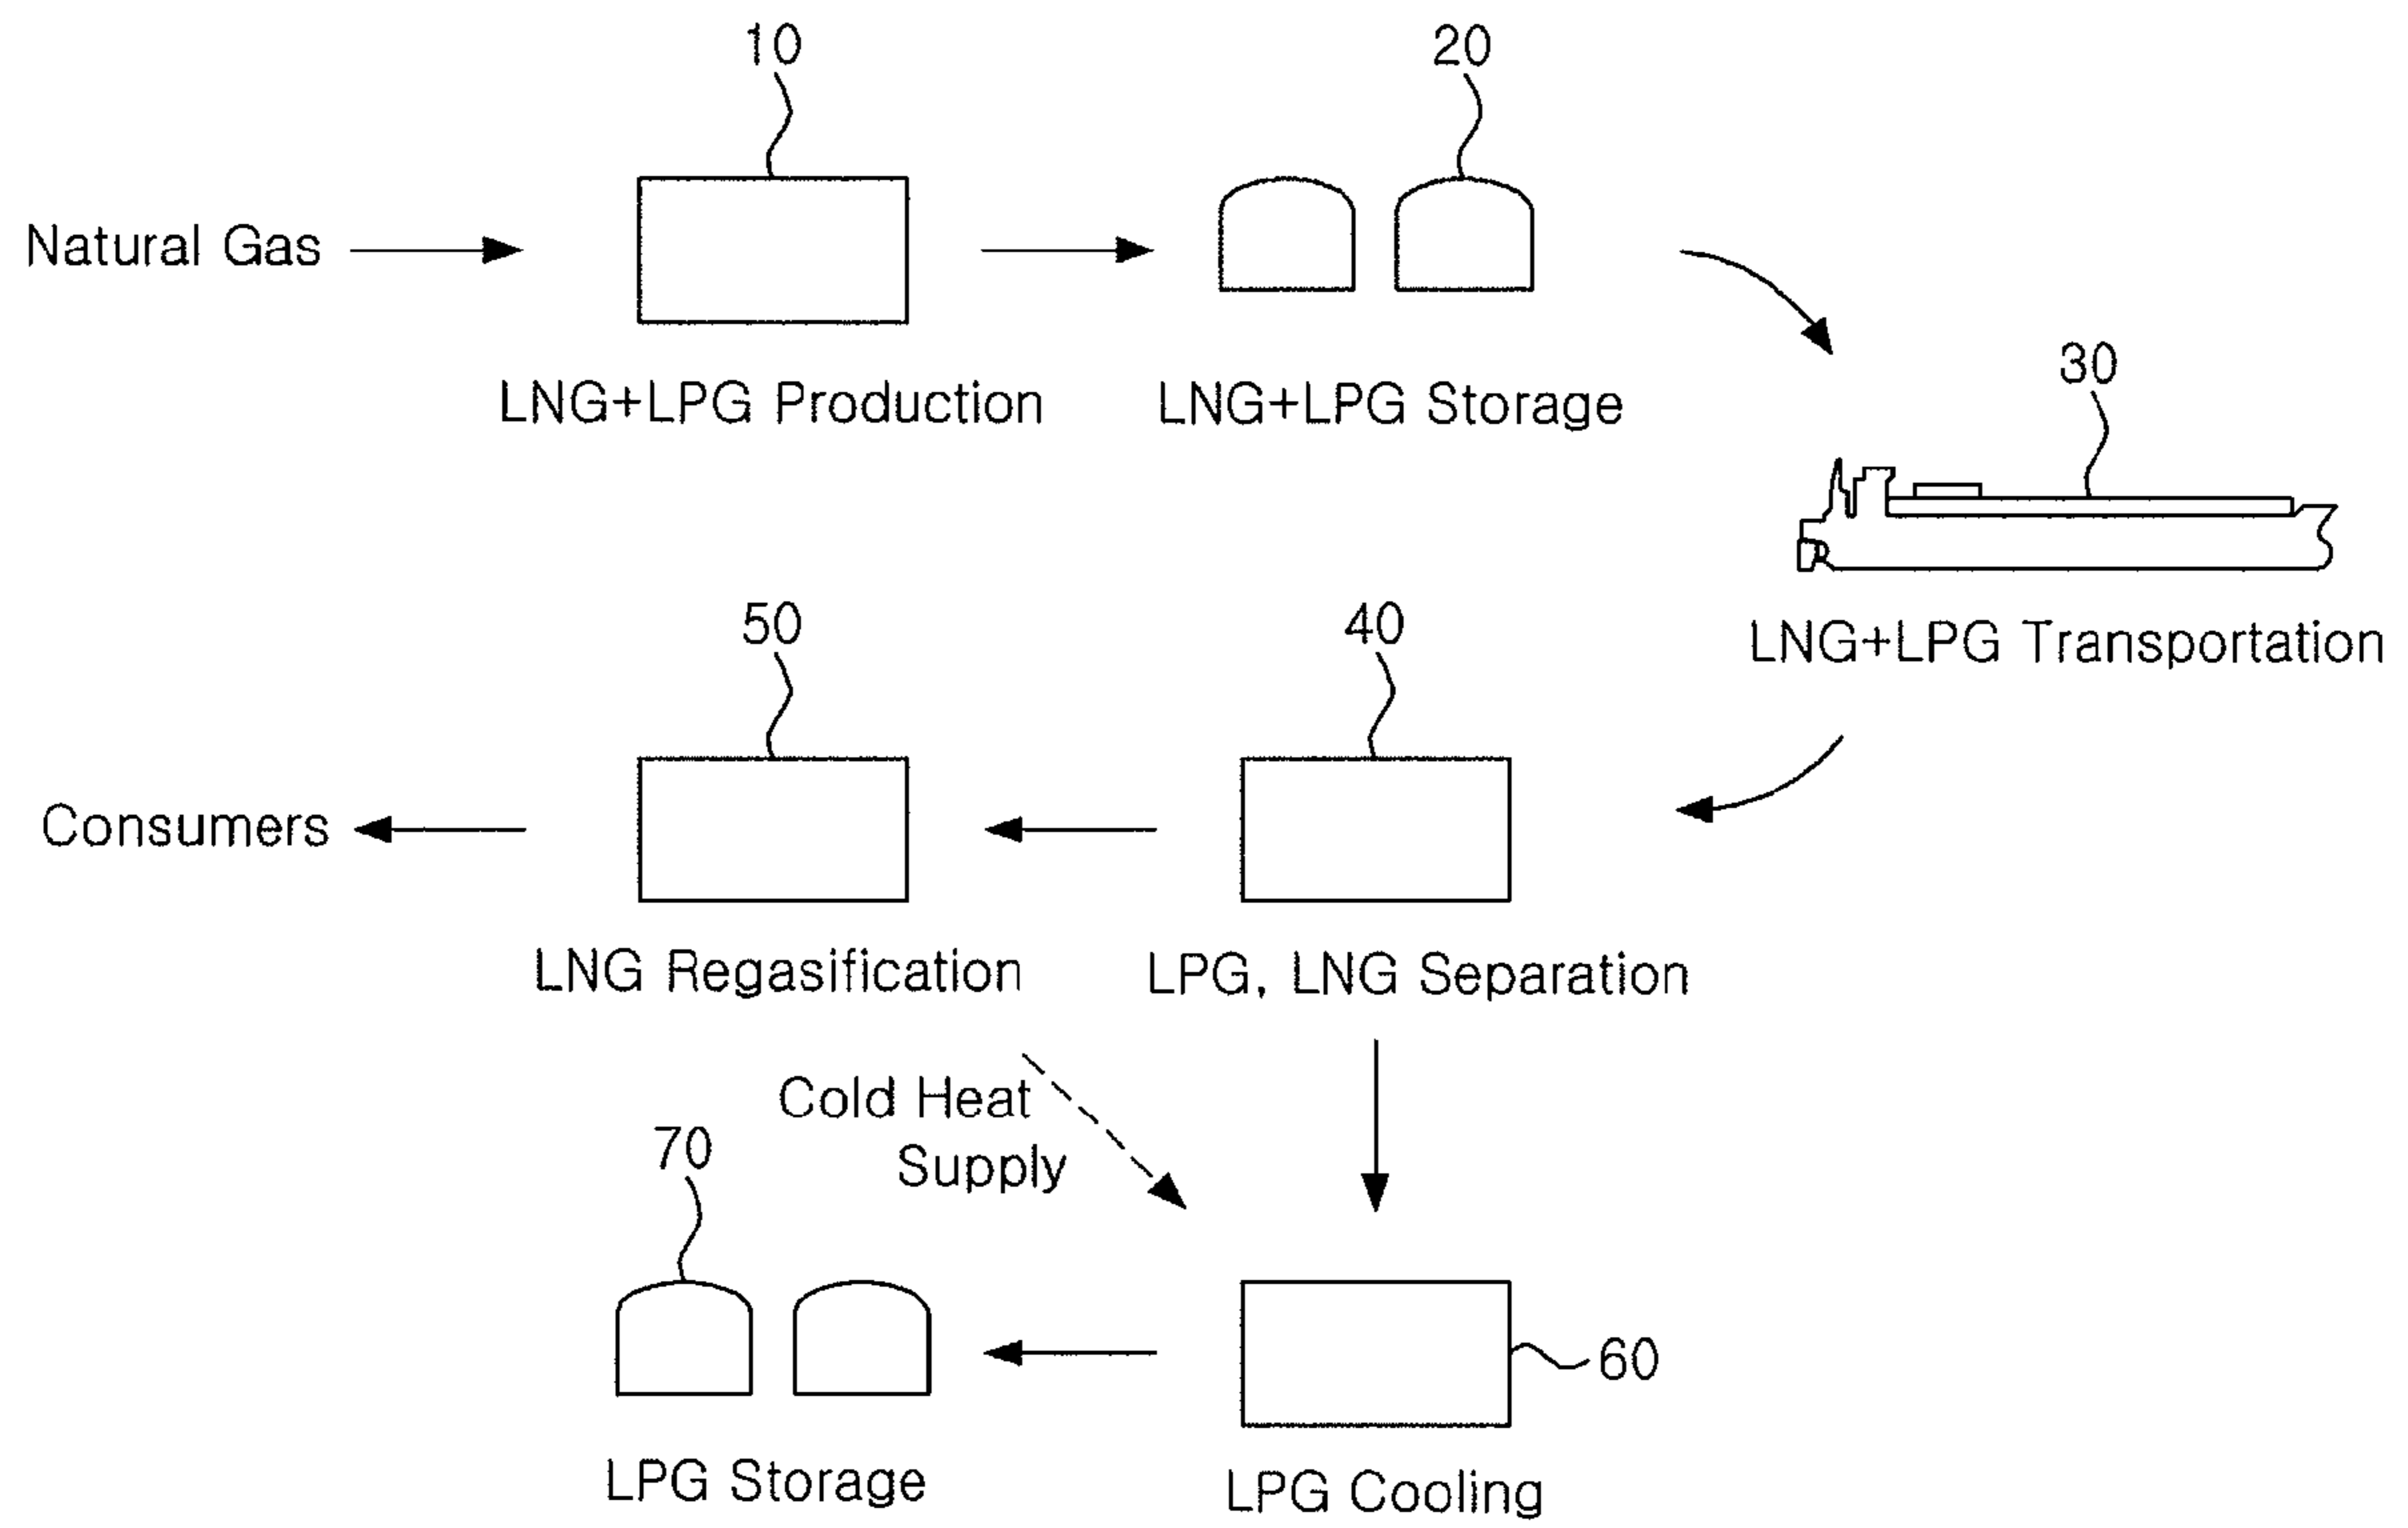 10
20
Natural Gas
LNG+LPG Production
LNG+LPG Storage
30
LNG+LPG Transportation
50
40
Consumers
LNG Regasification
LPG, LNG Separation
Cold Heat
Supply
70
60
LPG Storage
LPG Cooling